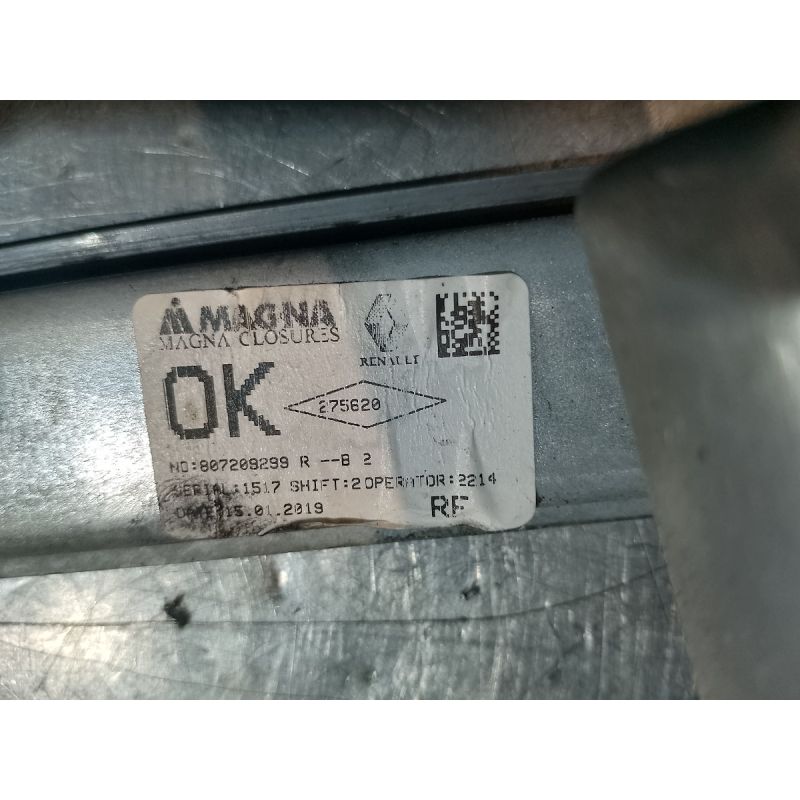 MAGNA
MAGNA CLOSURES
RENAULT
OK
275620
NO:807209299 R --B 2
SERIAL:1517 SHIFT:2 OPERATOR:2214
DATE:15.01.2019
RF